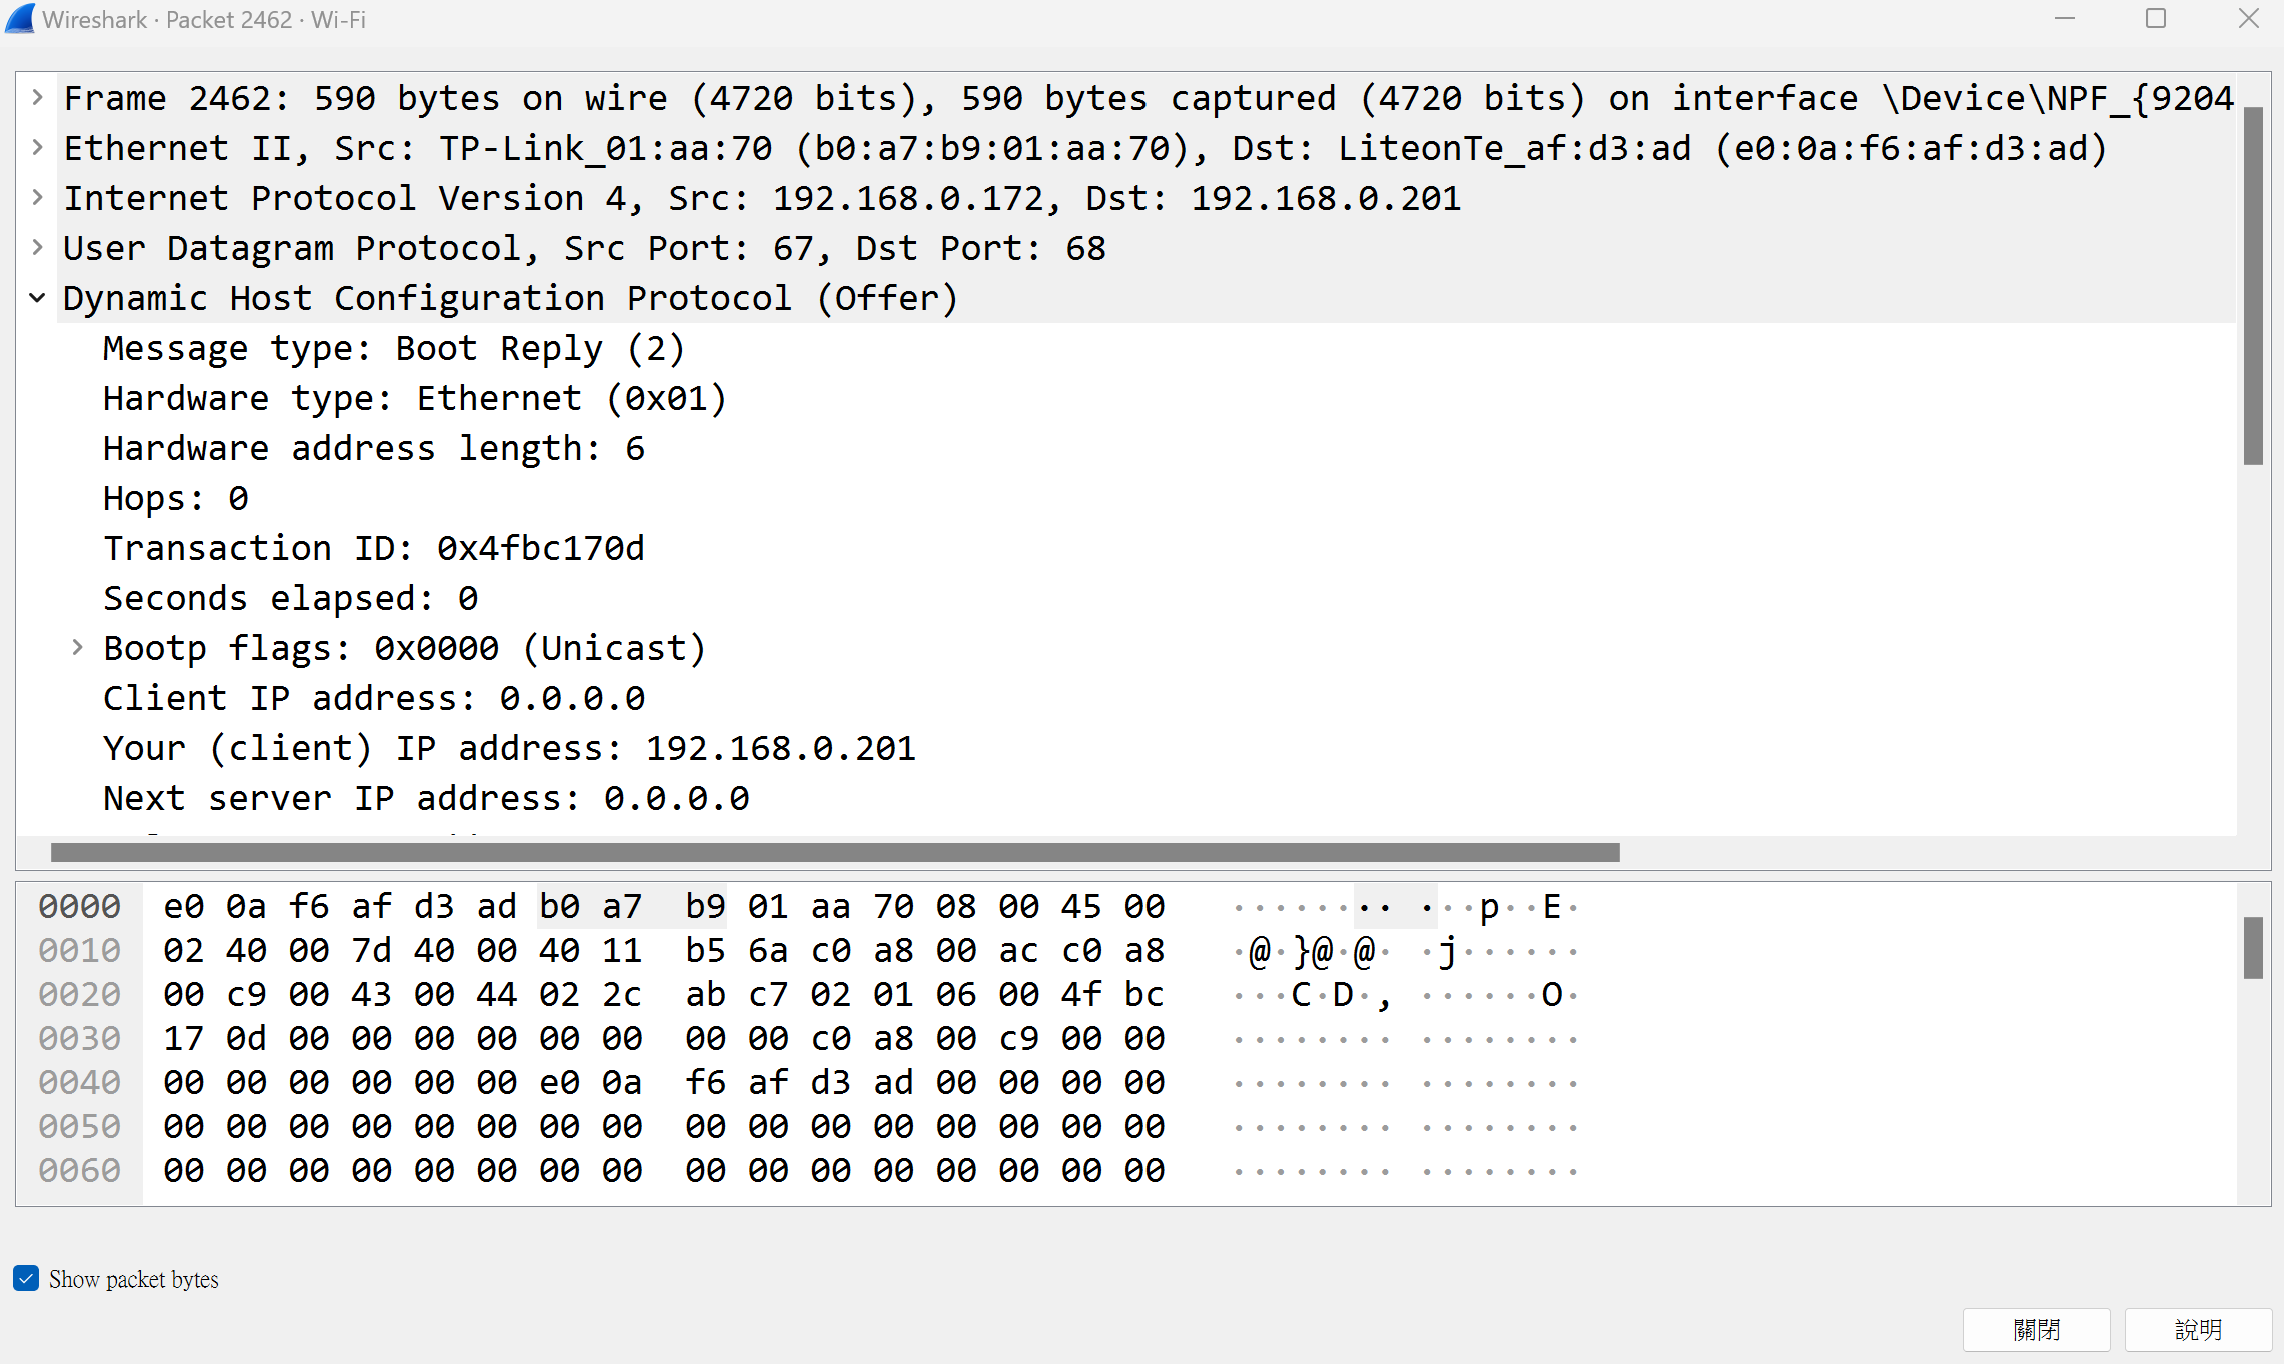 Wireshark · Packet 2462 · Wi-Fi
Frame 2462: 590 bytes on wire (4720 bits), 590 bytes captured (4720 bits) on interface \Device\NPF_{9204
Ethernet II, Src: TP-Link_01:aa:70 (b0:a7:b9:01:aa:70), Dst: LiteonTe_af:d3:ad (e0:0a:f6:af:d3:ad)
Internet Protocol Version 4, Src: 192.168.0.172, Dst: 192.168.0.201
User Datagram Protocol, Src Port: 67, Dst Port: 68
Dynamic Host Configuration Protocol (Offer)
Message type: Boot Reply (2)
Hardware type: Ethernet (0x01)
Hardware address length: 6
Hops: 0
Transaction ID: 0x4fbc170d
Seconds elapsed: 0
Bootp flags: 0x0000 (Unicast)
Client IP address: 0.0.0.0
Your (client) IP address: 192.168.0.201
Next server IP address: 0.0.0.0
0000 e0 0a f6 af d3 ad b0 a7 b9 01 aa 70 08 00 45 00 ········ ···p··E·
0010 02 40 00 7d 40 00 40 11 b5 6a c0 a8 00 ac c0 a8 ·@·}@·@· ·j······
0020 00 c9 00 43 00 44 02 2c ab c7 02 01 06 00 4f bc ···C·D·, ······O·
0030 17 0d 00 00 00 00 00 00 00 00 c0 a8 00 c9 00 00 ········ ········
0040 00 00 00 00 00 00 e0 0a f6 af d3 ad 00 00 00 00 ········ ········
0050 00 00 00 00 00 00 00 00 00 00 00 00 00 00 00 00 ········ ········
0060 00 00 00 00 00 00 00 00 00 00 00 00 00 00 00 00 ········ ········
Show packet bytes
關閉 說明